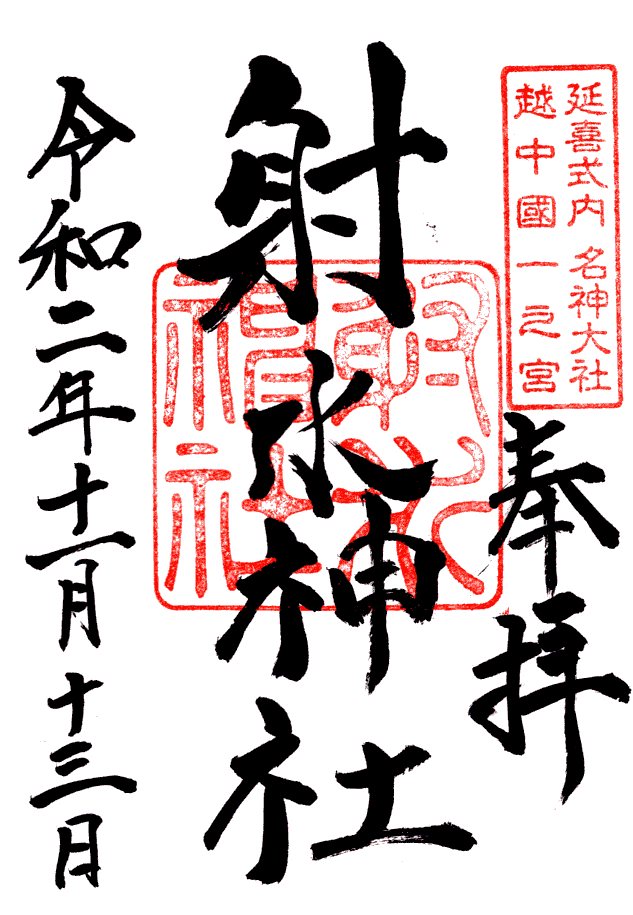 延喜式内 名神大社
越中國一之宮
奉拝
射水神社
射水神社
令和二年十一月十三日